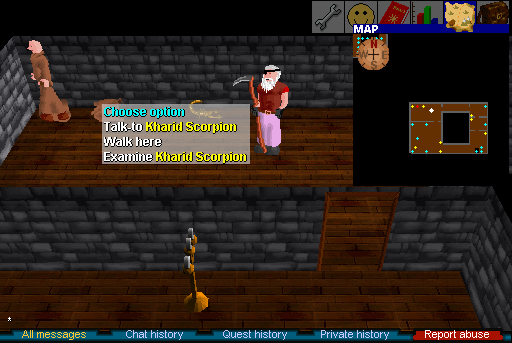 MAP
N
W E
S
Choose option
Talk-to Kharid Scorpion
Walk here
Examine Kharid Scorpion
*
All messages
Chat history
Quest history
Private history
Report abuse